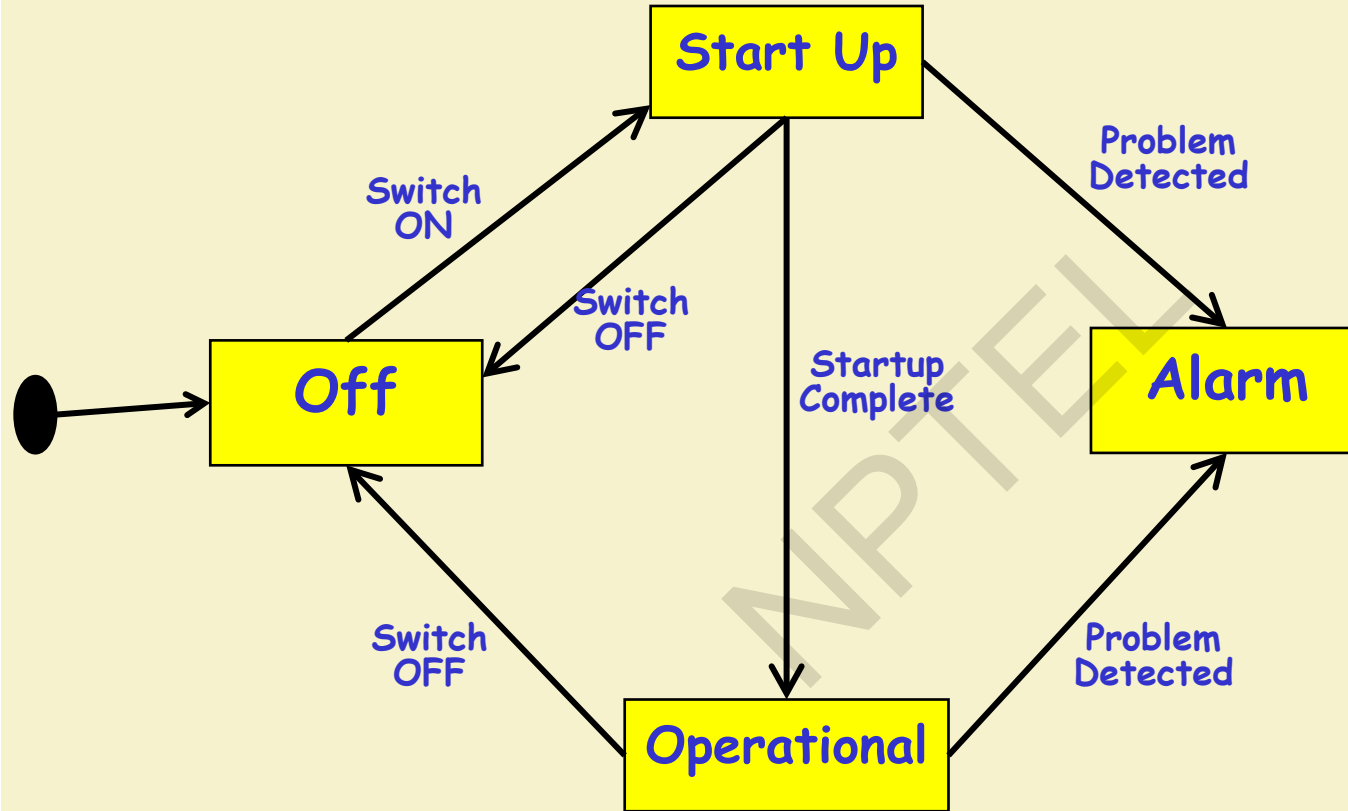 Start Up
Problem
Detected
Switch
ON
Switch
OFF
Startup
Complete
Off
Alarm
Switch
OFF
Problem
Detected
Operational
NPTEL